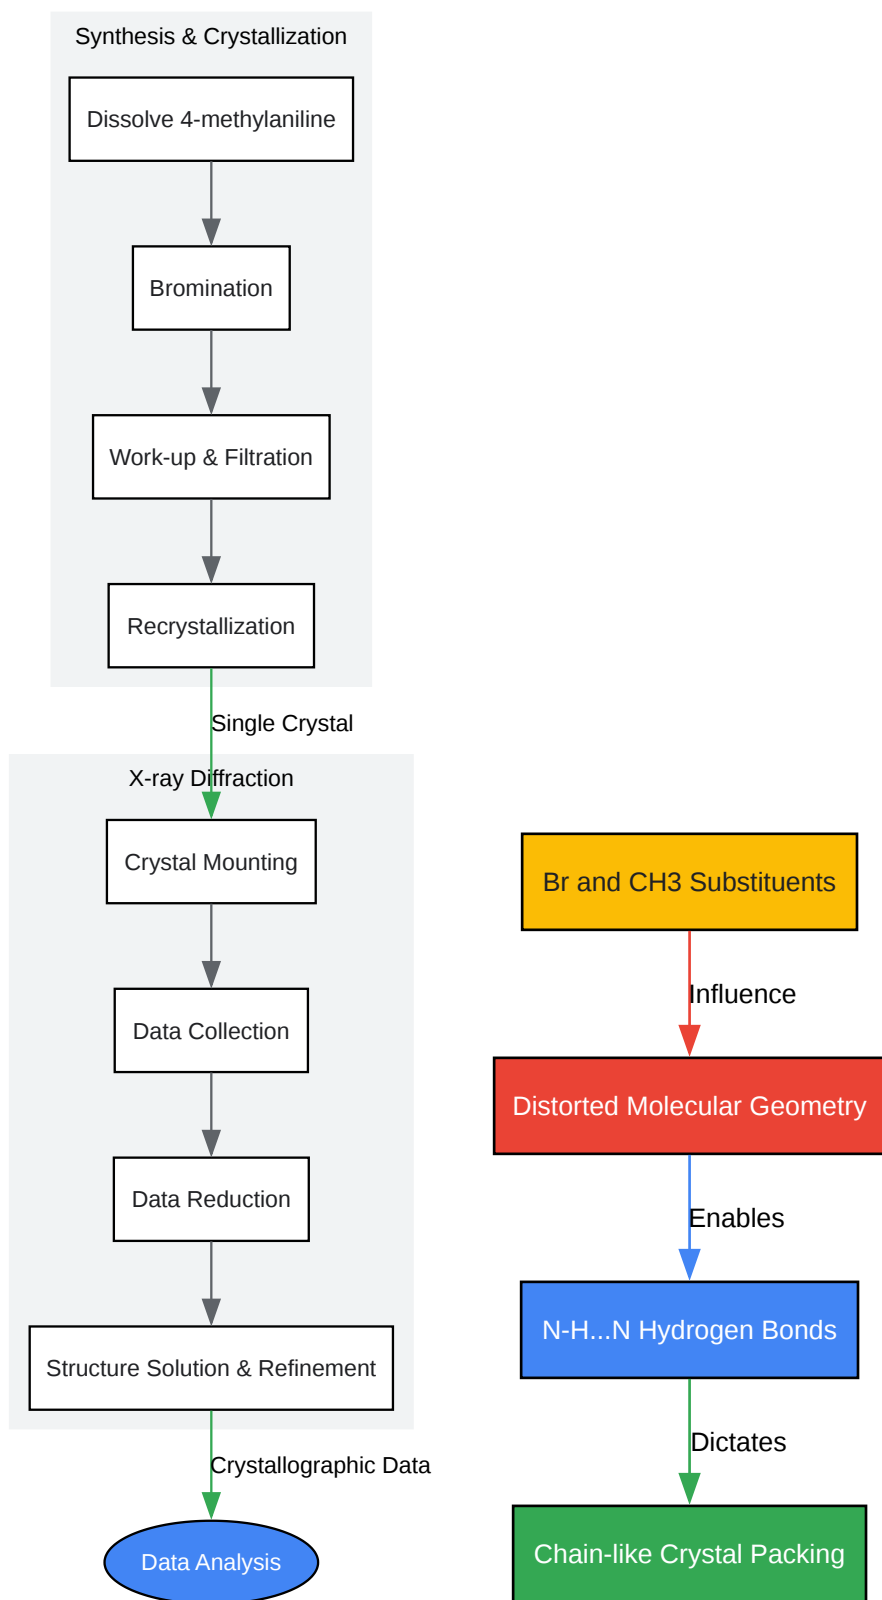 Synthesis & Crystallization
Dissolve 4-methylaniline
Bromination
Work-up & Filtration
Recrystallization
Single Crystal
X-ray Diffraction
Crystal Mounting
Data Collection
Data Reduction
Structure Solution & Refinement
Crystallographic Data
Data Analysis
Br and CH3 Substituents
Influence
Distorted Molecular Geometry
Enables
N-H...N Hydrogen Bonds
Dictates
Chain-like Crystal Packing